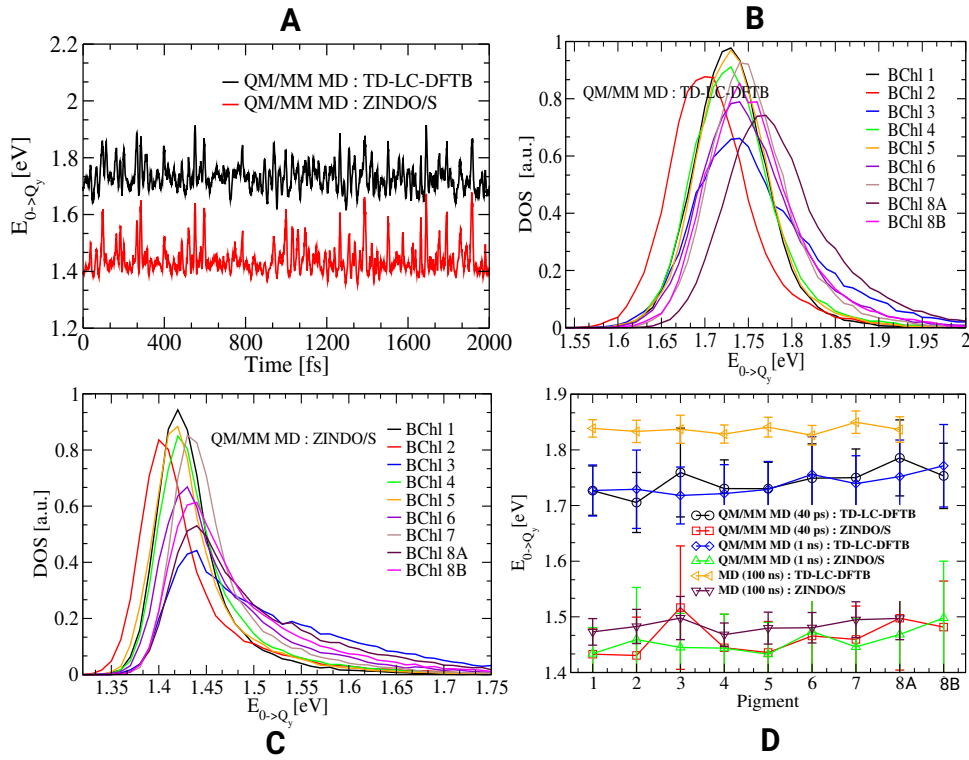 A
2.2
2
1.8
1.6
1.4
1.2
E0->Qy [eV]
QM/MM MD : TD-LC-DFTB
QM/MM MD : ZINDO/S
0 400 800 1200 1600 2000
Time [fs]
B
1
0.8
0.6
0.4
0.2
0
DOS [a.u.]
QM/MM MD : TD-LC-DFTB
BChl 1
BChl 2
BChl 3
BChl 4
BChl 5
BChl 6
BChl 7
BChl 8A
BChl 8B
1.55 1.6 1.65 1.7 1.75 1.8 1.85 1.9 1.95 2
E0->Qy [eV]
1
0.8
0.6
0.4
0.2
0
DOS [a.u.]
QM/MM MD : ZINDO/S
BChl 1
BChl 2
BChl 3
BChl 4
BChl 5
BChl 6
BChl 7
BChl 8A
BChl 8B
1.35 1.4 1.45 1.5 1.55 1.6 1.65 1.7 1.75
E0->Qy [eV]
C
1.9
1.8
1.7
1.6
1.5
1.4
E0->Qy [eV]
QM/MM MD (40 ps) : TD-LC-DFTB
QM/MM MD (40 ps) : ZINDO/S
QM/MM MD (1 ns) : TD-LC-DFTB
QM/MM MD (1 ns) : ZINDO/S
MD (100 ns) : TD-LC-DFTB
MD (100 ns) : ZINDO/S
1 2 3 4 5 6 7 8A 8B
Pigment
D